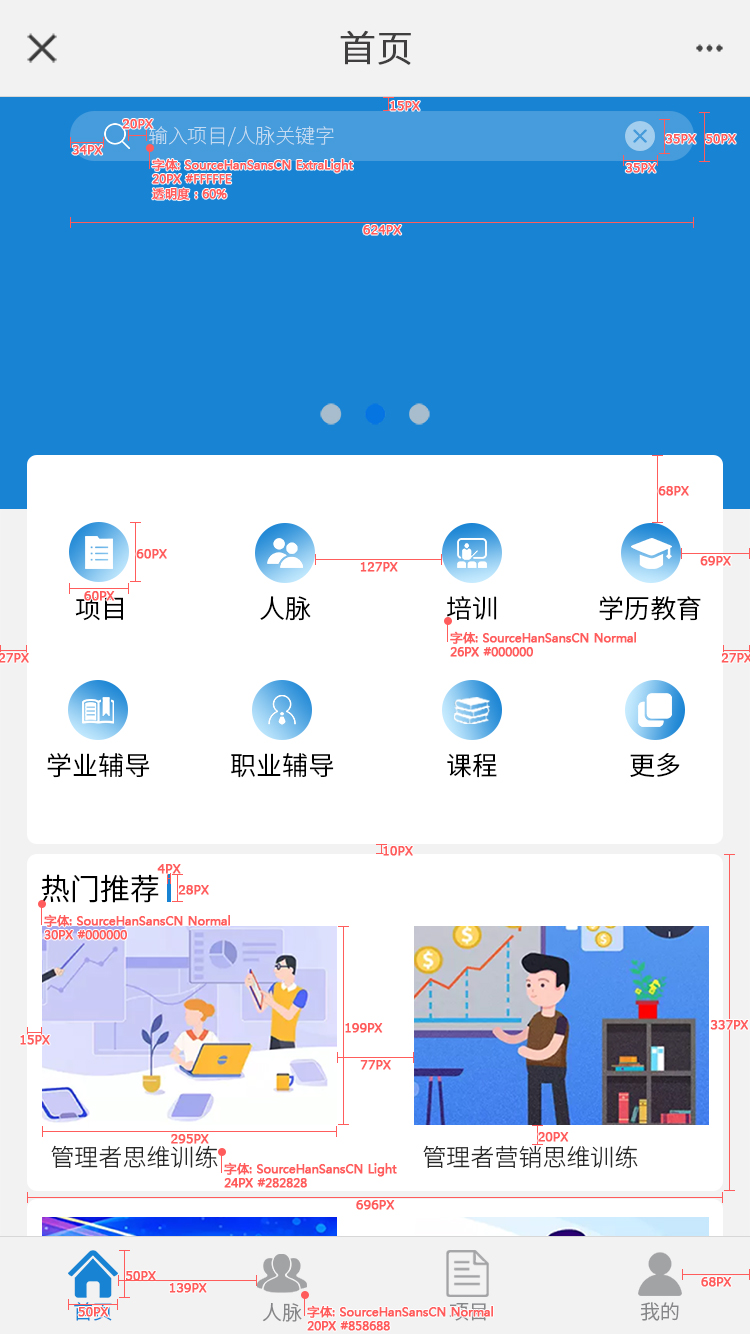 首页
15PX
20PX
输入项目/人脉关键字
34PX
35PX
50PX
35PX
字体: SourceHanSansCN ExtraLight
20PX #FFFFFE
透明度：60%
624PX
68PX
60PX
127PX
69PX
60PX
项目
人脉
培训
学历教育
字体: SourceHanSansCN Normal
26PX #000000
27PX
27PX
学业辅导
职业辅导
课程
更多
10PX
4PX
热门推荐
28PX
字体: SourceHanSansCN Normal
30PX #000000
199PX
337PX
15PX
77PX
295PX
20PX
管理者思维训练
管理者营销思维训练
字体: SourceHanSansCN Light
24PX #282828
696PX
50PX
139PX
68PX
50PX
首页
人脉
项目
我的
字体: SourceHanSansCN Normal
20PX #858688